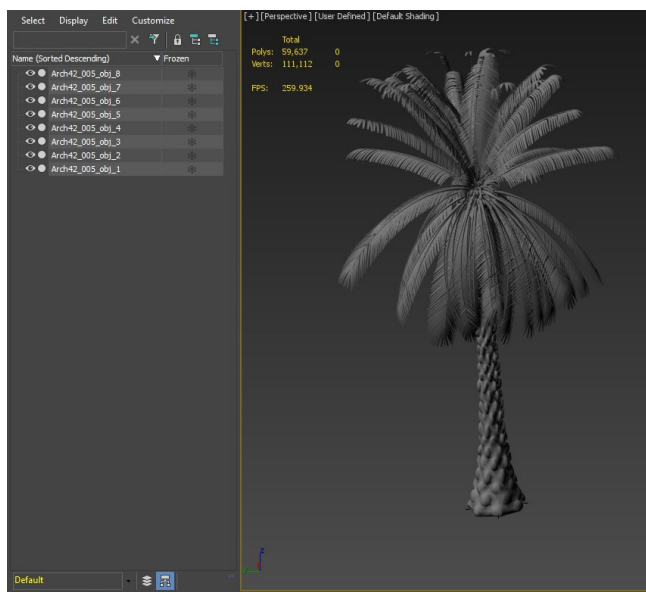 Select Display Edit Customize
Name (Sorted Descending) ▼ Frozen
Arch42_005_obj_8
Arch42_005_obj_7
Arch42_005_obj_6
Arch42_005_obj_5
Arch42_005_obj_4
Arch42_005_obj_3
Arch42_005_obj_2
Arch42_005_obj_1
Default
[+] [Perspective ] [User Defined ] [Default Shading ]
Total
Polys: 59,637 0
Verts: 111,112 0
FPS: 259.934
z